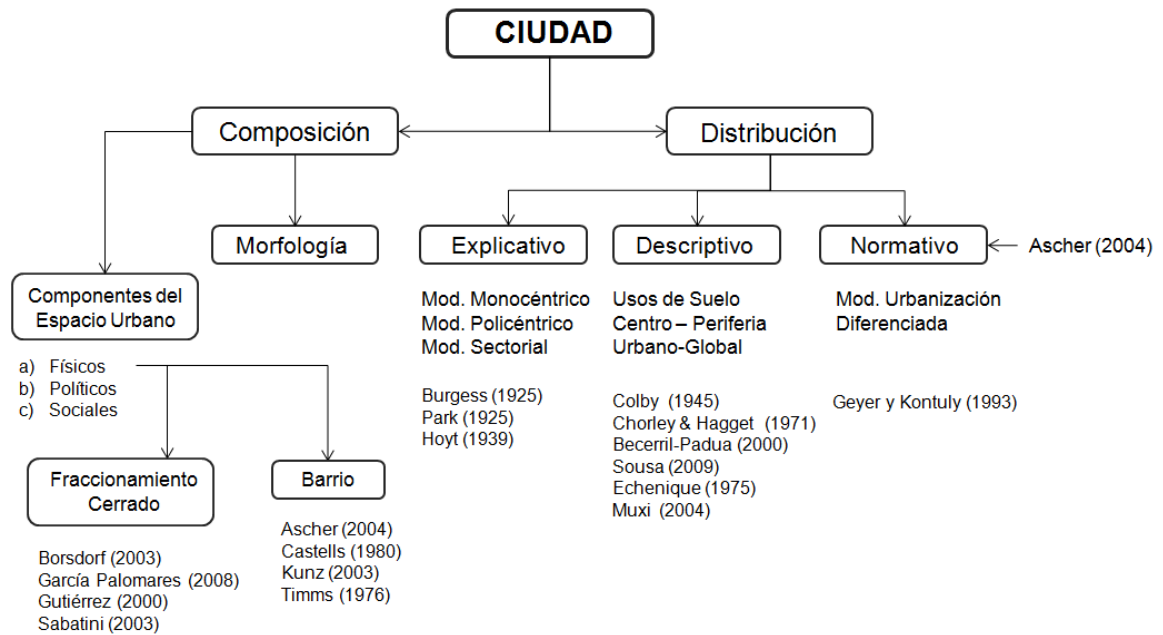 CIUDAD
Composición
Distribución
Morfología
Explicativo
Descriptivo
Normativo
Ascher (2004)
Componentes del
Espacio Urbano
a) Físicos
b) Políticos
c) Sociales
Mod. Monocéntrico
Mod. Policéntrico
Mod. Sectorial
Burgess (1925)
Park (1925)
Hoyt (1939)
Usos de Suelo
Centro – Periferia
Urbano-Global
Colby (1945)
Chorley & Hagget (1971)
Becerril-Padua (2000)
Sousa (2009)
Echenique (1975)
Muxi (2004)
Mod. Urbanización
Diferenciada
Geyer y Kontuly (1993)
Fraccionamiento
Cerrado
Borsdorf (2003)
García Palomares (2008)
Gutiérrez (2000)
Sabatini (2003)
Barrio
Ascher (2004)
Castells (1980)
Kunz (2003)
Timms (1976)